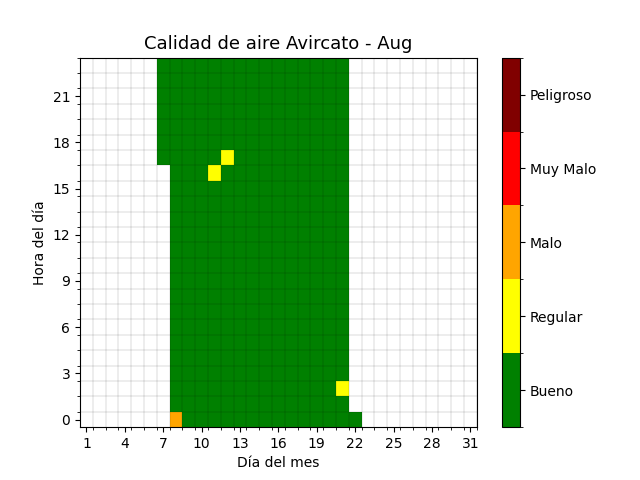 Calidad de aire Avircato - Aug
21
18
15
12
9
6
3
0
Hora del día
1 4 7 10 13 16 19 22 25 28 31
Día del mes
Peligroso
Muy Malo
Malo
Regular
Bueno